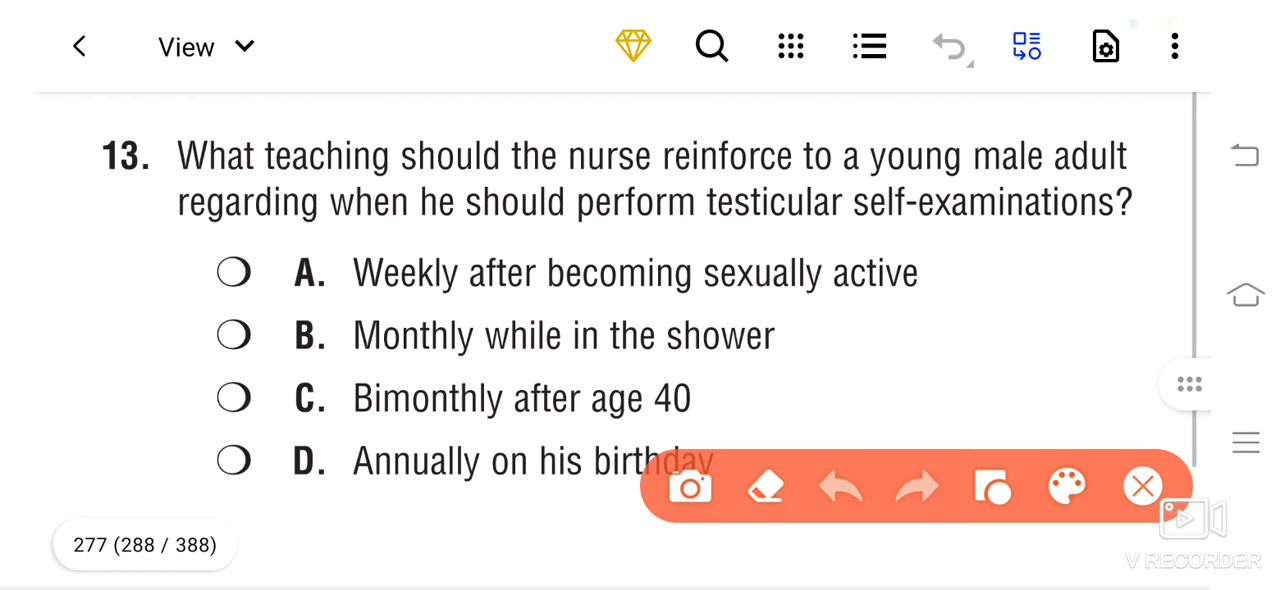 View
13. What teaching should the nurse reinforce to a young male adult
regarding when he should perform testicular self-examinations?
A. Weekly after becoming sexually active
B. Monthly while in the shower
C. Bimonthly after age 40
D. Annually on his birthday
277 (288 / 388)
V RECORDER